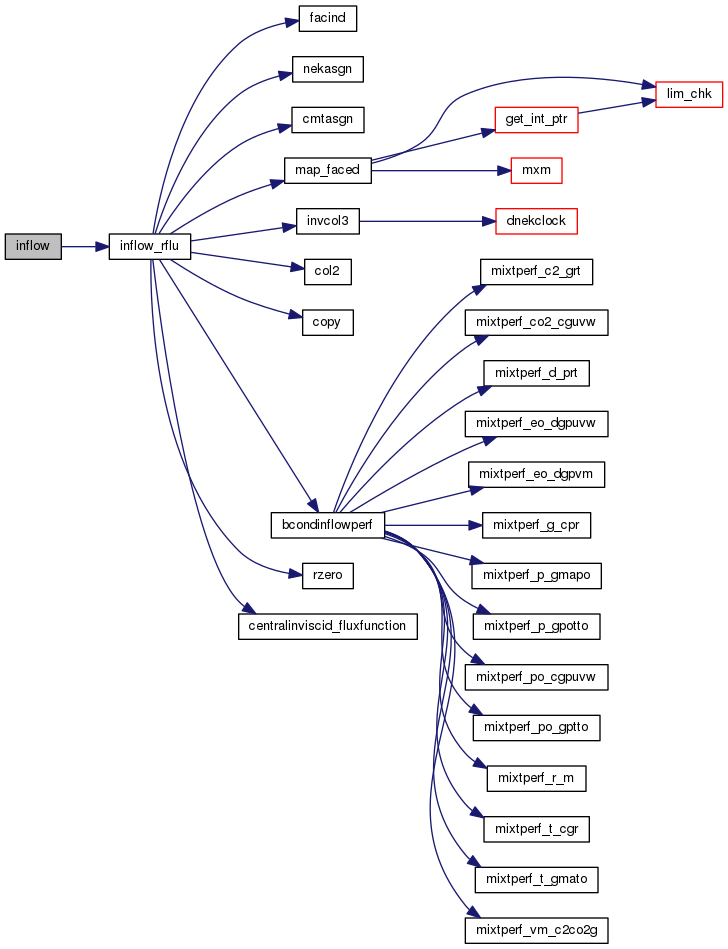 facind
nekasgn
lim_chk
cmtasgn
get_int_ptr
map_faced
mxm
invcol3
dnekclock
inflow
inflow_rflu
col2
mixtperf_c2_grt
copy
mixtperf_co2_cguvw
mixtperf_d_prt
mixtperf_eo_dgpuvw
mixtperf_eo_dgpvm
bcondinflowperf
mixtperf_g_cpr
rzero
mixtperf_p_gmapo
centralinviscid_fluxfunction
mixtperf_p_gpotto
mixtperf_po_cgpuvw
mixtperf_po_gptto
mixtperf_r_m
mixtperf_t_cgr
mixtperf_t_gmato
mixtperf_vm_c2co2g